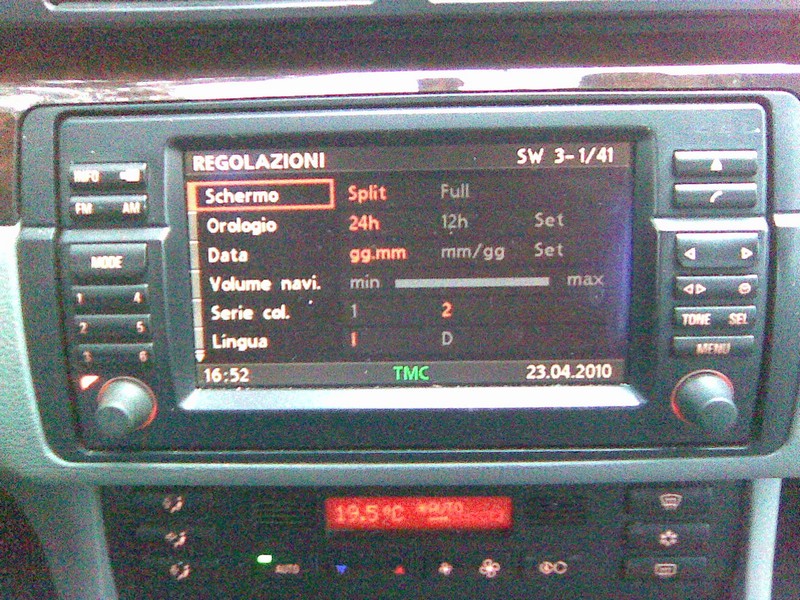 REGOLAZIONI SW 3-1/41
Schermo Split Full
Orologio 24h 12h Set
Data gg.mm mm/gg Set
Volume navi. min max
Serie col. 1 2
Lingua I D
16:52 TMC 23.04.2010
INFO
FM AM
MODE
1 4
2 5
3 6
TONE SEL
MENU
19.5°C *AUTO
AUTO